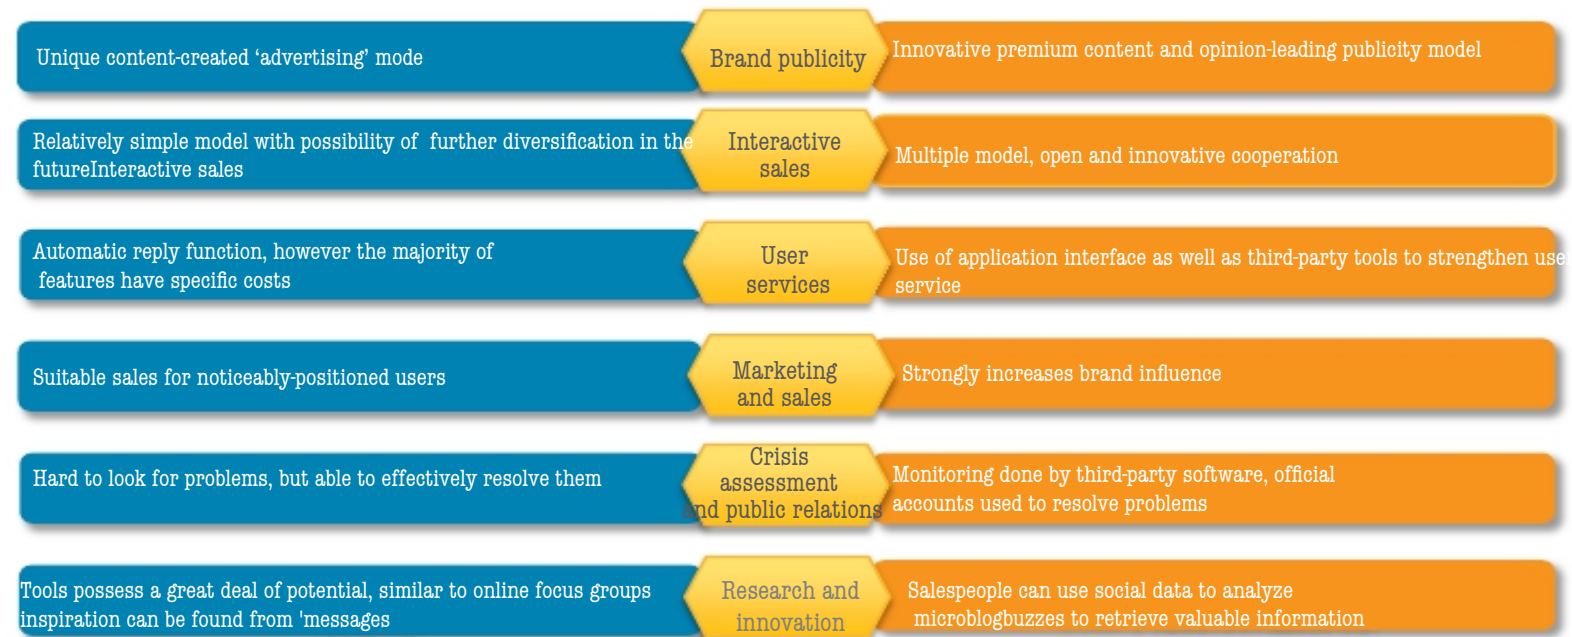 Unique content-created ‘advertising’ mode
Brand publicity
Innovative premium content and opinion-leading publicity model
Relatively simple model with possibility of further diversification in the
futureInteractive sales
Interactive
sales
Multiple model, open and innovative cooperation
Automatic reply function, however the majority of
features have specific costs
User
services
Use of application interface as well as third-party tools to strengthen use
service
Suitable sales for noticeably-positioned users
Marketing
and sales
Strongly increases brand influence
Hard to look for problems, but able to effectively resolve them
Crisis
assessment
and public relations
Monitoring done by third-party software, official
accounts used to resolve problems
Tools possess a great deal of potential, similar to online focus groups
inspiration can be found from 'messages
Research and
innovation
Salespeople can use social data to analyze
microblogbuzzes to retrieve valuable information